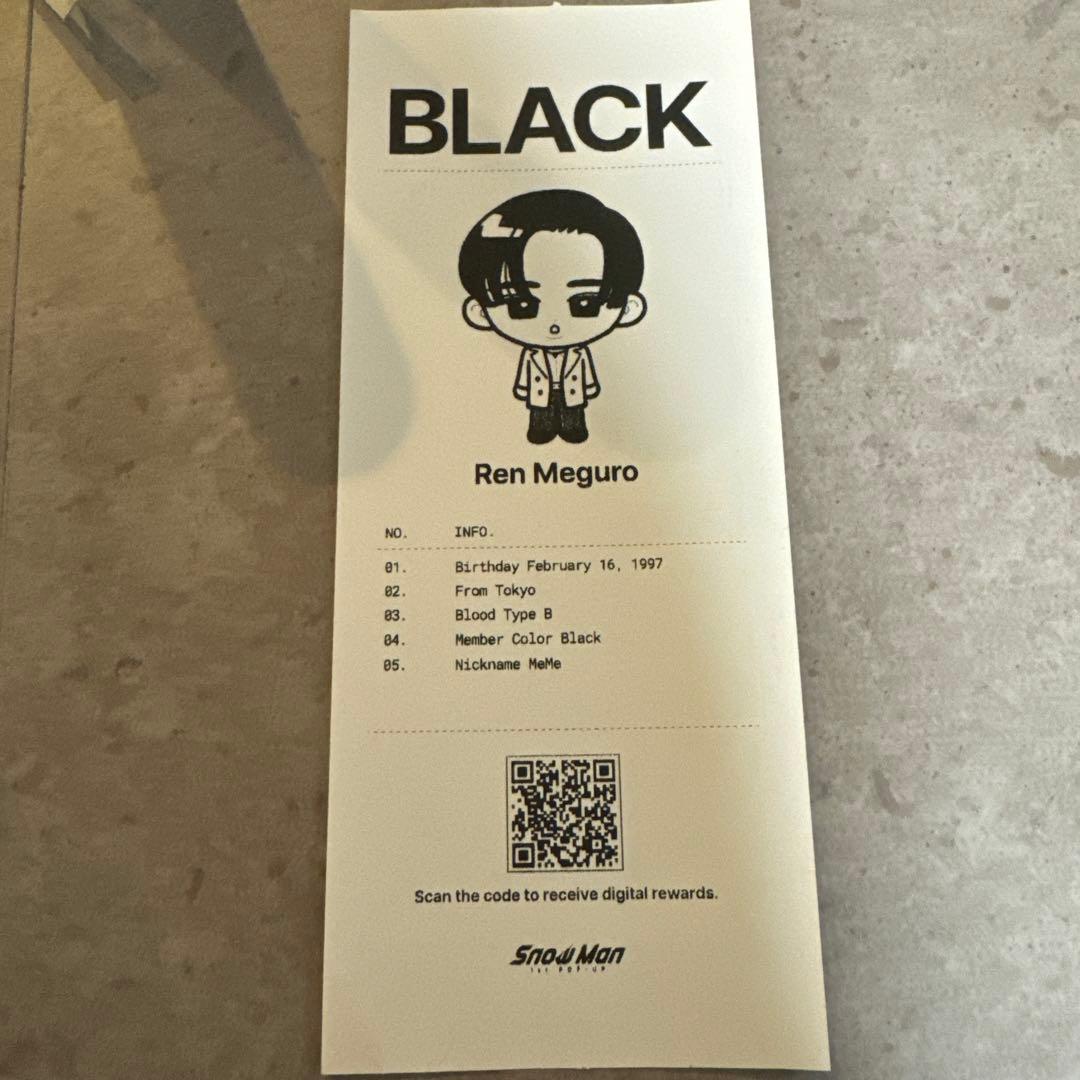 BLACK
Ren Meguro
NO. INFO.
01. Birthday February 16, 1997
02. From Tokyo
03. Blood Type B
04. Member Color Black
05. Nickname MeMe
Scan the code to receive digital rewards.
Snow Man
1st POP-UP